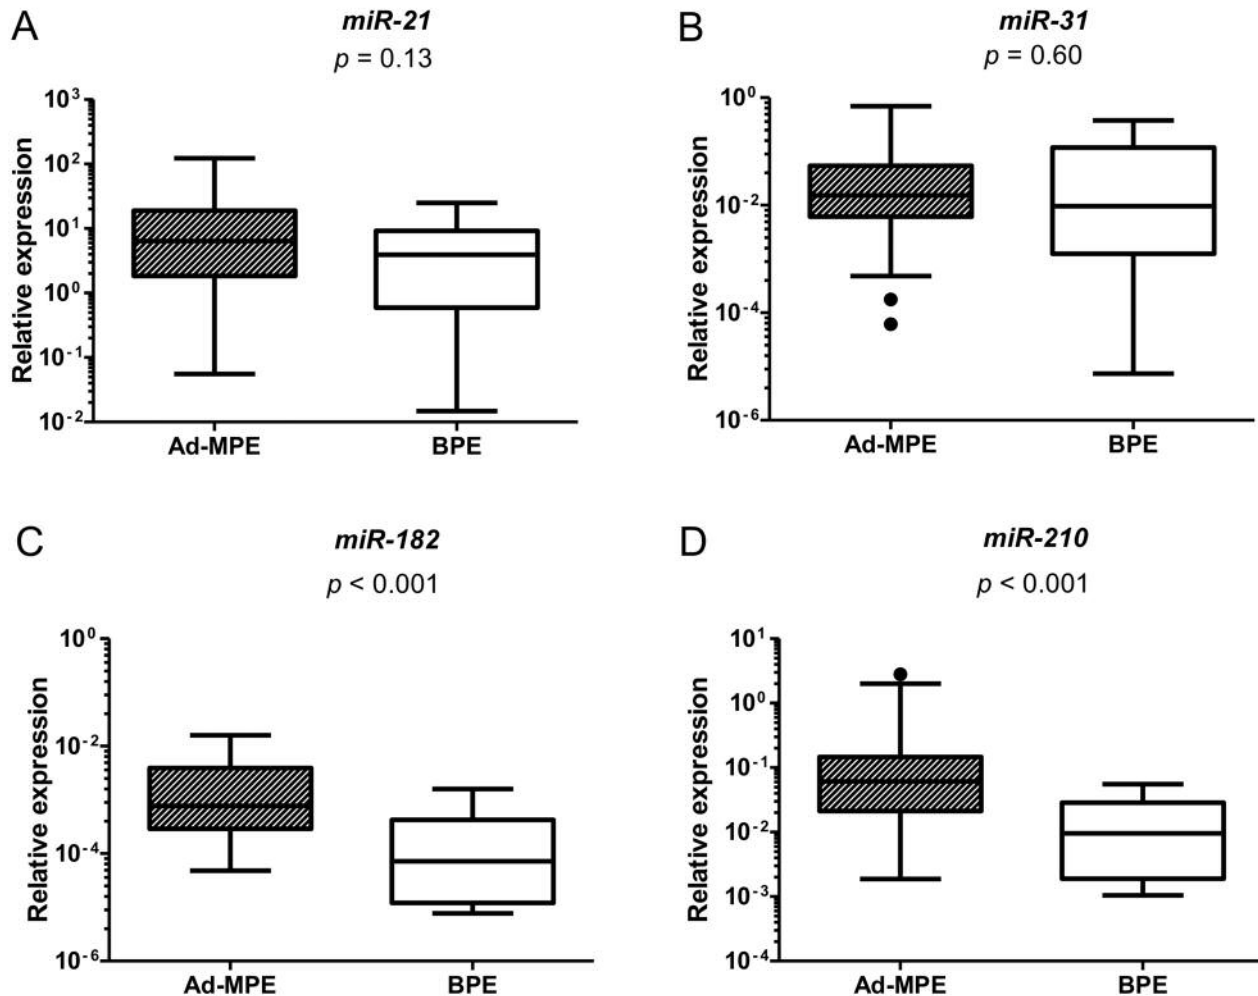 A
miR-21
p = 0.13
Relative expression
10³
10²
10¹
10⁰
10⁻¹
10⁻²
Ad-MPE BPE
B
miR-31
p = 0.60
Relative expression
10⁰
10⁻²
10⁻⁴
10⁻⁶
Ad-MPE BPE
C
miR-182
p < 0.001
Relative expression
10⁰
10⁻²
10⁻⁴
10⁻⁶
Ad-MPE BPE
D
miR-210
p < 0.001
Relative expression
10¹
10⁰
10⁻¹
10⁻²
10⁻³
10⁻⁴
Ad-MPE BPE